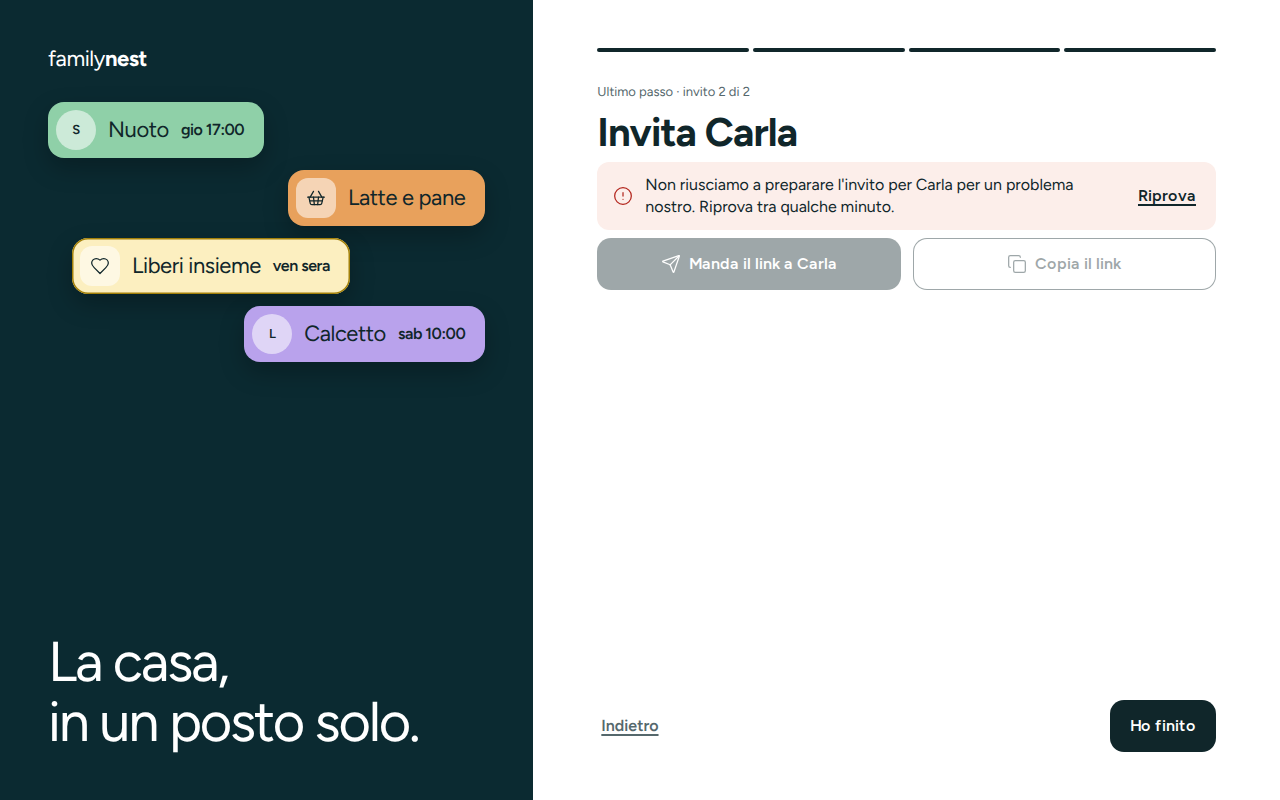 familynest
S Nuoto gio 17:00
Latte e pane
Liberi insieme ven sera
L Calcetto sab 10:00
La casa,
in un posto solo.
Ultimo passo · invito 2 di 2
Invita Carla
Non riusciamo a preparare l'invito per Carla per un problema
nostro. Riprova tra qualche minuto.
Riprova
Manda il link a Carla
Copia il link
Indietro
Ho finito